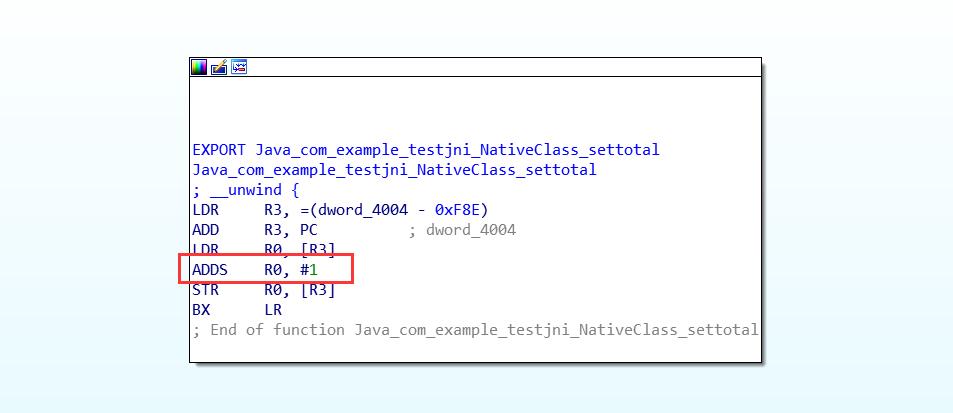 EXPORT Java_com_example_testjni_NativeClass_settotal
Java_com_example_testjni_NativeClass_settotal
; __unwind {
LDR R3, =(dword_4004 - 0xF8E)
ADD R3, PC ; dword_4004
LDR R0, [R3]
ADDS R0, #1
STR R0, [R3]
BX LR
; End of function Java_com_example_testjni_NativeClass_settotal